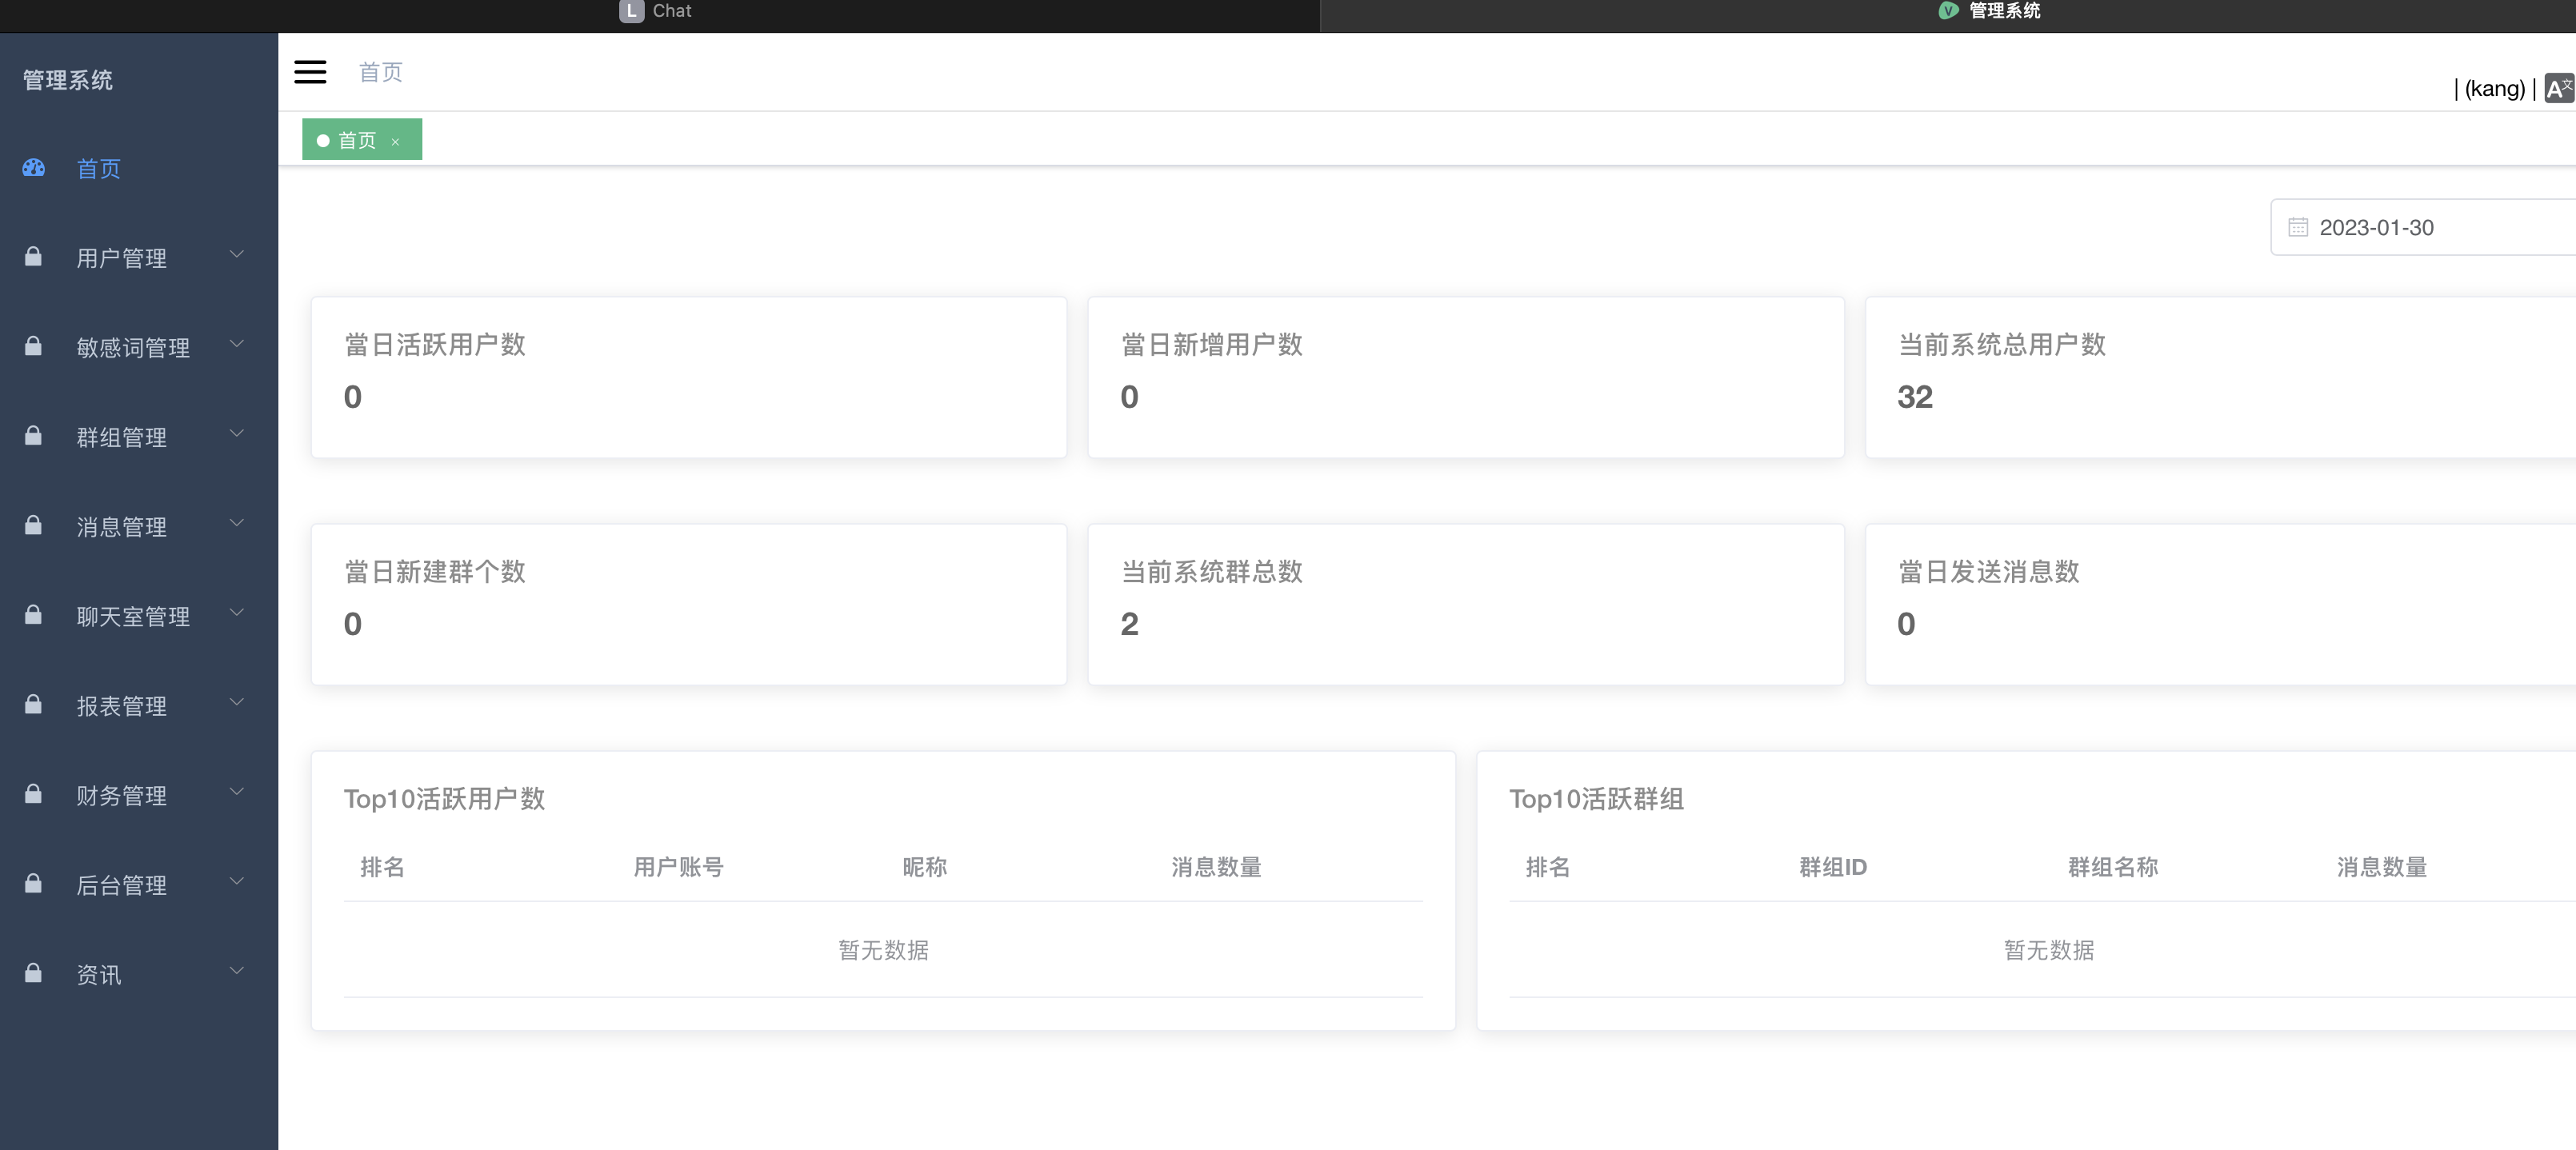 L Chat
V 管理系统
管理系统
首页
用户管理
敏感词管理
群组管理
消息管理
聊天室管理
报表管理
财务管理
后台管理
资讯
首页
| (kang) | A文
首页 ×
2023-01-30
當日活跃用户数
0
當日新增用户数
0
当前系统总用户数
32
當日新建群个数
0
当前系统群总数
2
當日发送消息数
0
Top10活跃用户数
排名 用户账号 昵称 消息数量
暂无数据
Top10活跃群组
排名 群组ID 群组名称 消息数量
暂无数据